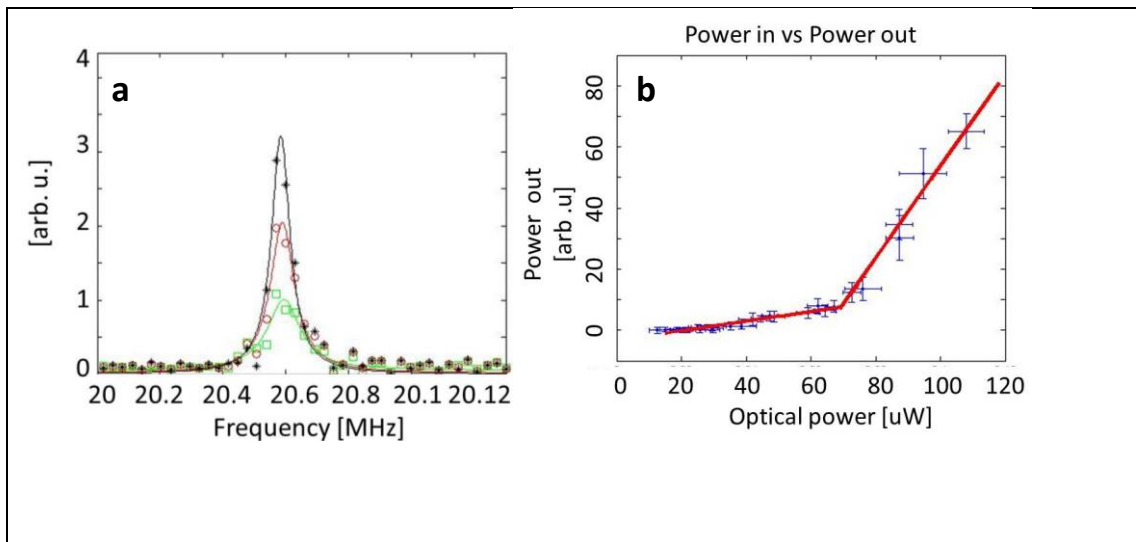 a
4
3
2
1
0
[arb. u.]
20 20.2 20.4 20.6 20.8 20.1 20.12
Frequency [MHz]
Power in vs Power out
b
80
60
40
20
0
Power out
[arb .u]
0 20 40 60 80 100 120
Optical power [uW]